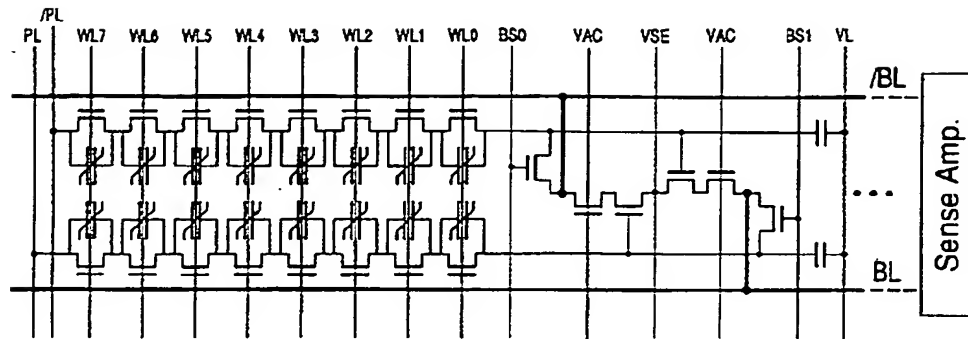 /PL
PL WL7 WL6 WL5 WL4 WL3 WL2 WL1 WL0 BS0 VAC VSE VAC BS1 VL
/BL
Sense Amp.
BL